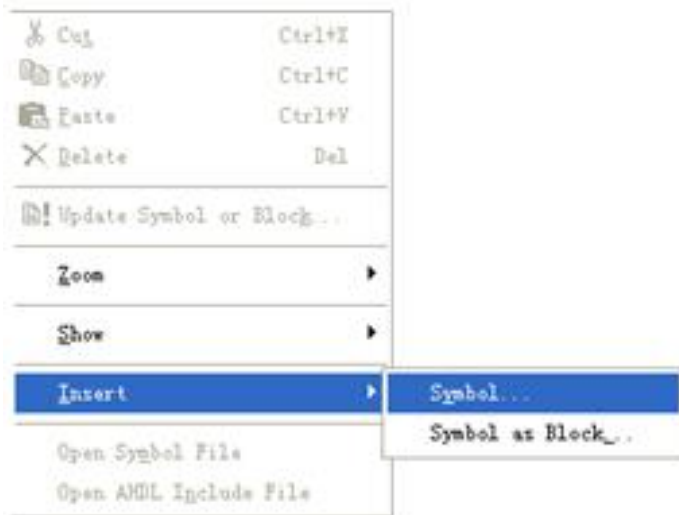 Cut Ctrl+X
Copy Ctrl+C
Paste Ctrl+V
Delete Del
Update Symbol or Block...
Zoom
Show
Insert
Symbol...
Symbol as Block...
Open Symbol File
Open AHDL Include File